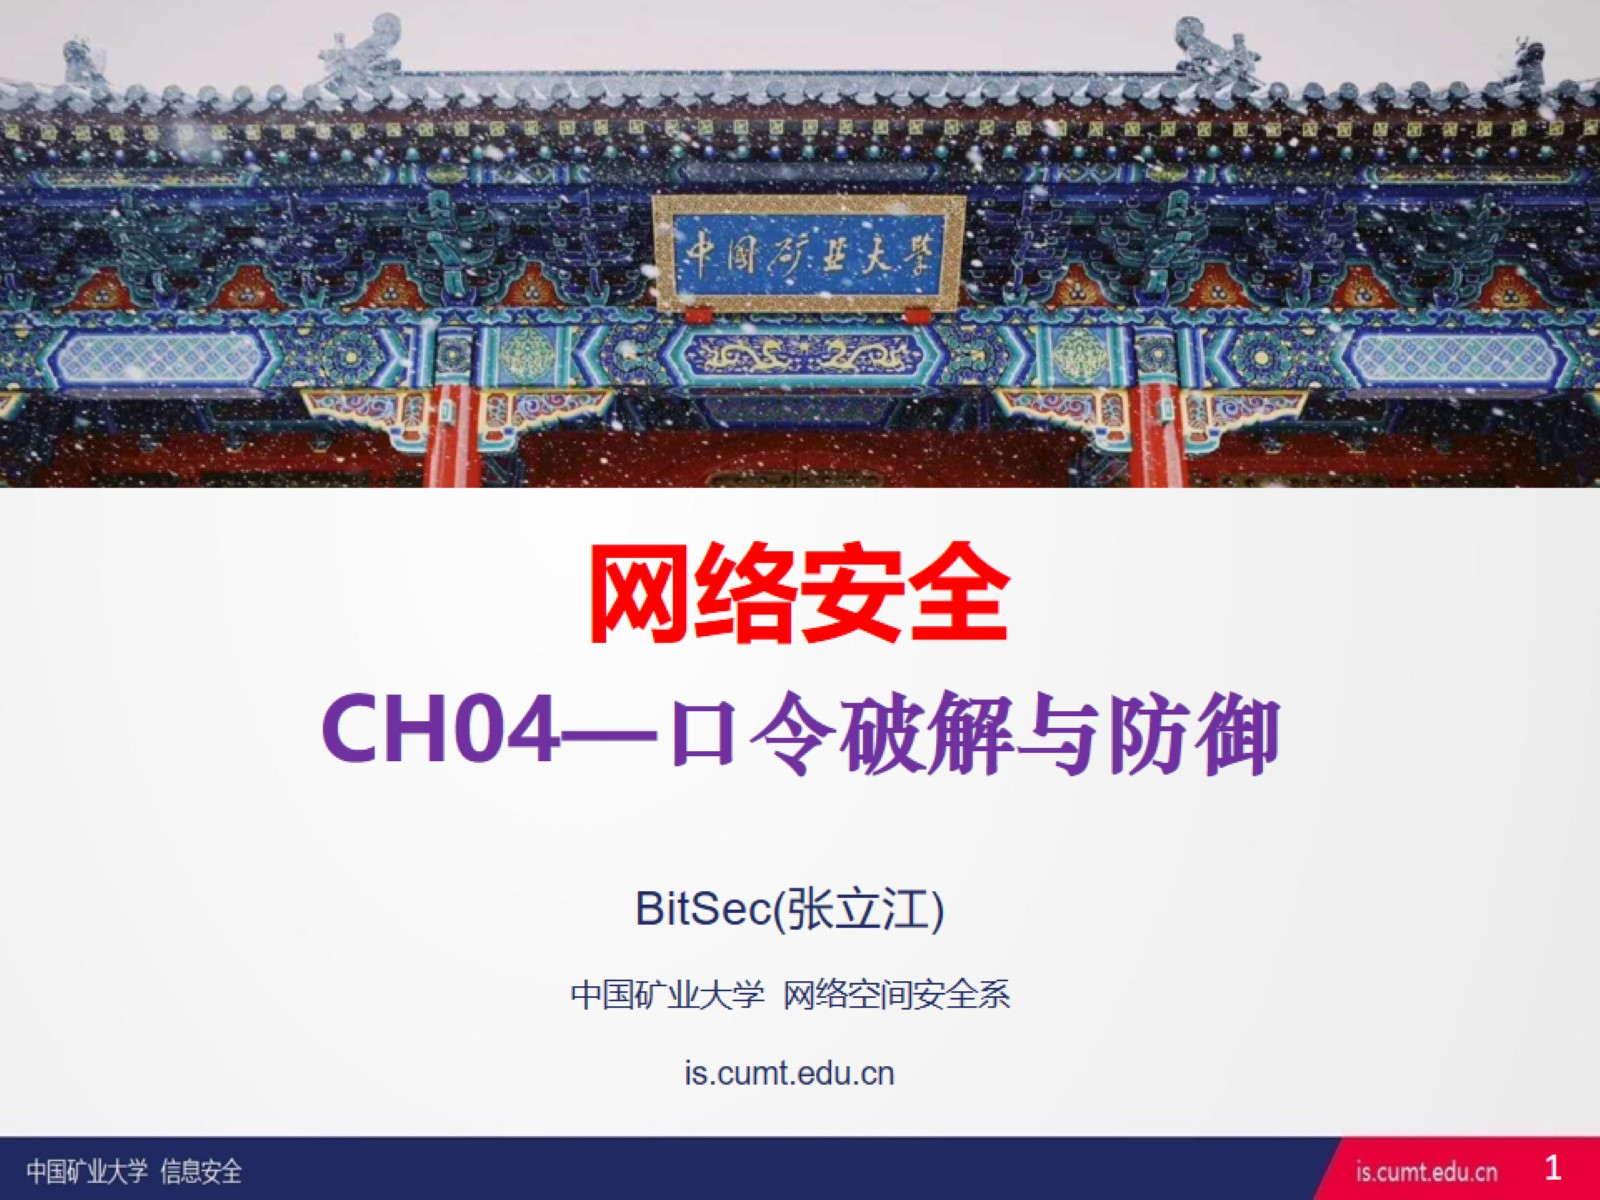 中国矿业大學
网络安全
CH04—口令破解与防御
BitSec(张立江)
中国矿业大学 网络空间安全系
is.cumt.edu.cn
中国矿业大学 信息安全
is.cumt.edu.cn
1